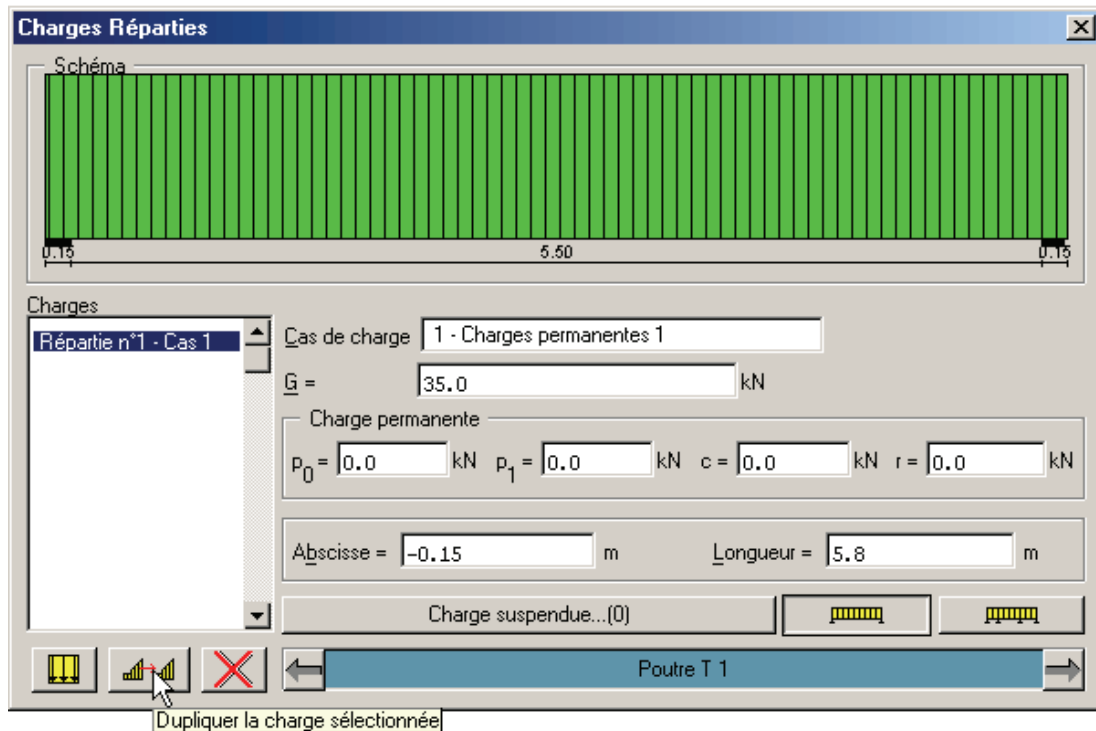 Charges Réparties
Schéma
0.15 5.50 0.15
Charges
Répartie n°1 - Cas 1
Cas de charge 1 - Charges permanentes 1
G = 35.0 kN
Charge permanente
p0 = 0.0 kN p1 = 0.0 kN c = 0.0 kN r = 0.0 kN
Abscisse = -0.15 m Longueur = 5.8 m
Charge suspendue...(0)
Poutre T 1
Dupliquer la charge sélectionnée